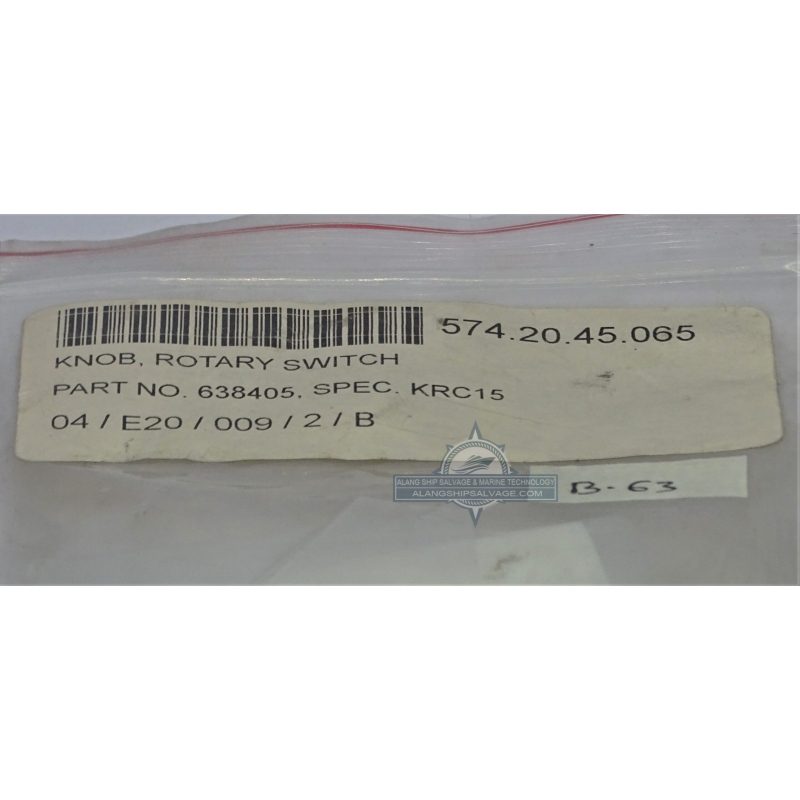 574.20.45.065
KNOB, ROTARY SWITCH
PART NO. 638405, SPEC. KRC15
04 / E20 / 009 / 2 / B
ALANG SHIP SALVAGE & MARINE TECHNOLOGY
ALANGSHIPSALVAGE.COM
B-63